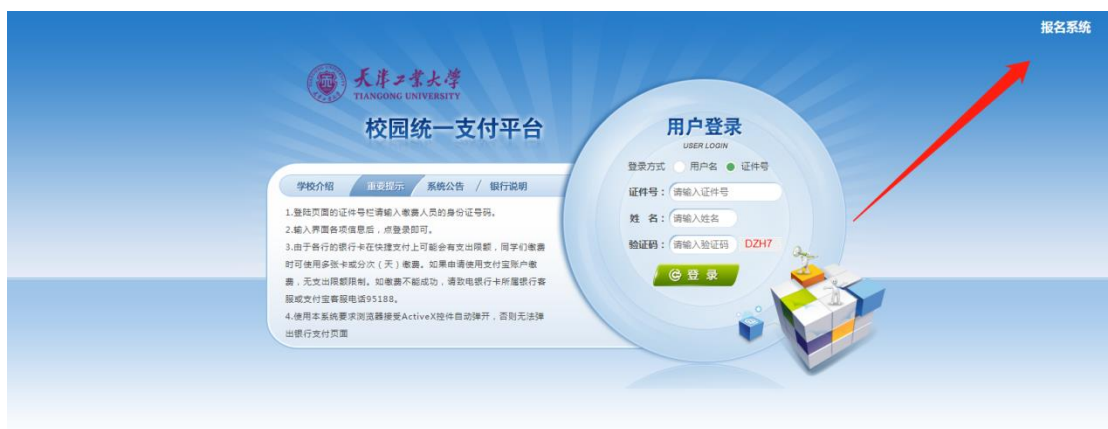 报名系统
天津工业大学
TIANGONG UNIVERSITY
校园统一支付平台
学校介绍 重要提示 系统公告 / 银行说明
1.登陆页面的证件号栏请输入缴费人员的身份证号码。
2.输入界面各项信息后，点登录即可。
3.由于各行的银行卡在快捷支付上可能会有支出限额，同学们缴费
时可使用多张卡或分次（天）缴费。如果申请使用支付宝账户缴
费，无支出限额限制。如缴费不能成功，请致电银行卡所属银行客
服或支付宝客服电话95188。
4.使用本系统要求浏览器接受ActiveX控件自动弹开，否则无法弹
出银行支付页面
用户登录
USER LOGIN
登录方式 用户名 证件号
证件号：请输入证件号
姓 名：请输入姓名
验证码：请输入验证码 DZH7
登 录